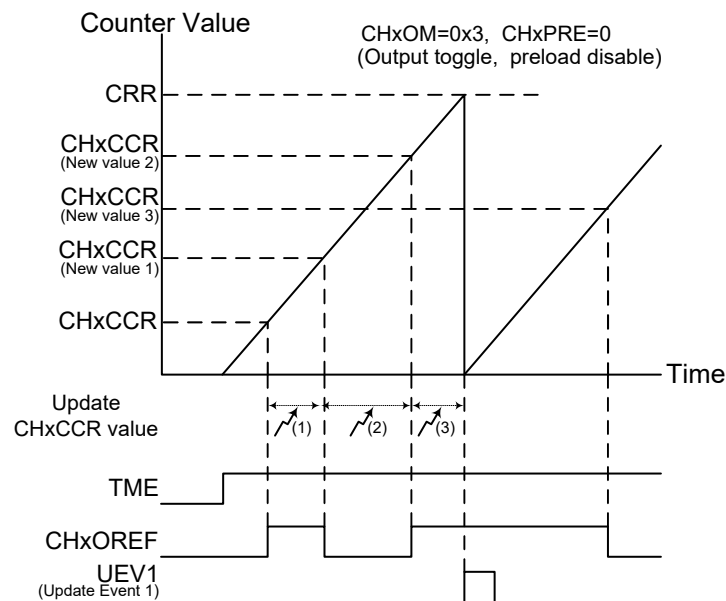 Counter Value
CHxOM=0x3, CHxPRE=0
(Output toggle, preload disable)
CRR
CHxCCR
(New value 2)
CHxCCR
(New value 3)
CHxCCR
(New value 1)
CHxCCR
Time
Update
CHxCCR value
(1)
(2)
(3)
TME
CHxOREF
UEV1
(Update Event 1)